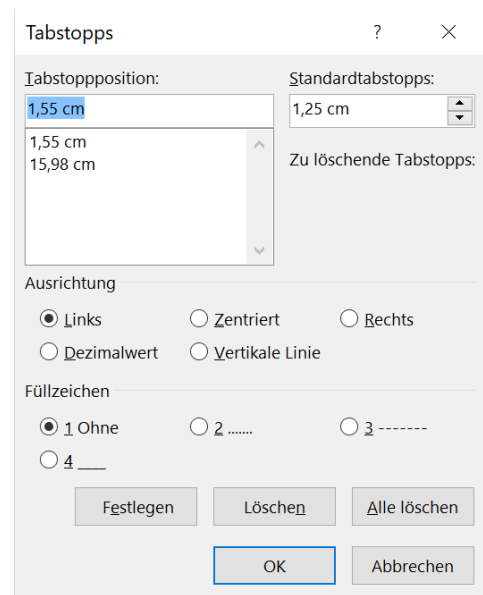 Tabstopps ?
Tabstoppposition: Standardtabstopps:
1,55 cm 1,25 cm
1,55 cm
15,98 cm Zu löschende Tabstopps:
Ausrichtung
Links Zentriert Rechts
Dezimalwert Vertikale Linie
Füllzeichen
1 Ohne 2 ....... 3 -------
4 ___
Festlegen Löschen Alle löschen
OK Abbrechen